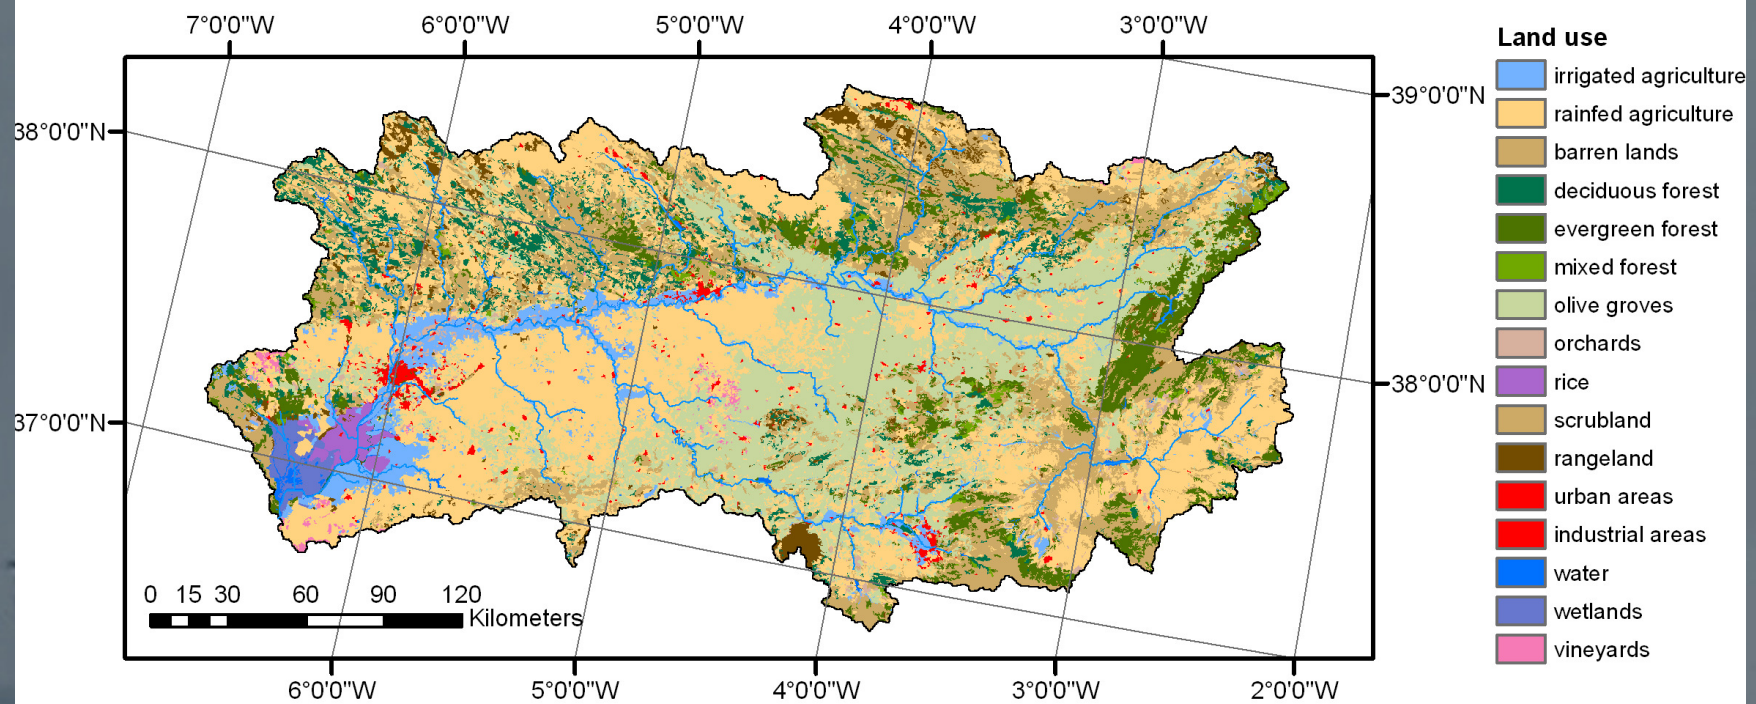 7°0'0"W 6°0'0"W 5°0'0"W 4°0'0"W 3°0'0"W
38°0'0"N
37°0'0"N
39°0'0"N
38°0'0"N
0 15 30 60 90 120
Kilometers
6°0'0"W 5°0'0"W 4°0'0"W 3°0'0"W 2°0'0"W
Land use
irrigated agriculture
rainfed agriculture
barren lands
deciduous forest
evergreen forest
mixed forest
olive groves
orchards
rice
scrubland
rangeland
urban areas
industrial areas
water
wetlands
vineyards